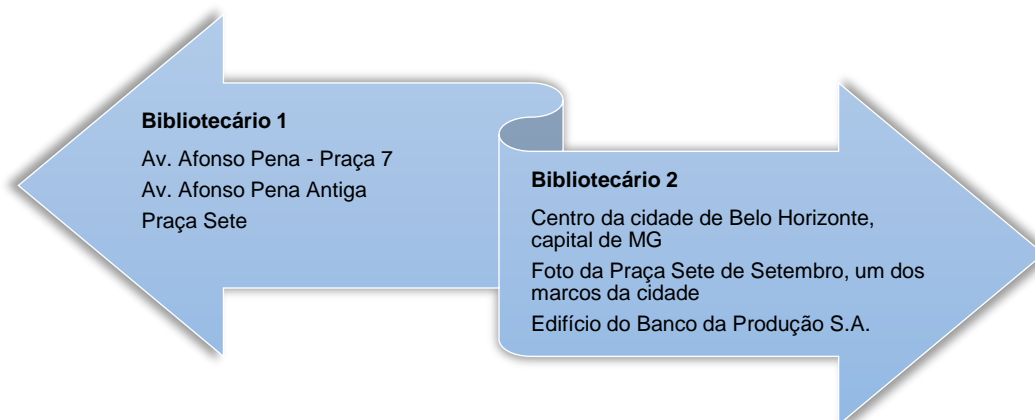 Bibliotecário 1
Av. Afonso Pena - Praça 7
Av. Afonso Pena Antiga
Praça Sete
Bibliotecário 2
Centro da cidade de Belo Horizonte,
capital de MG
Foto da Praça Sete de Setembro, um dos
marcos da cidade
Edifício do Banco da Produção S.A.